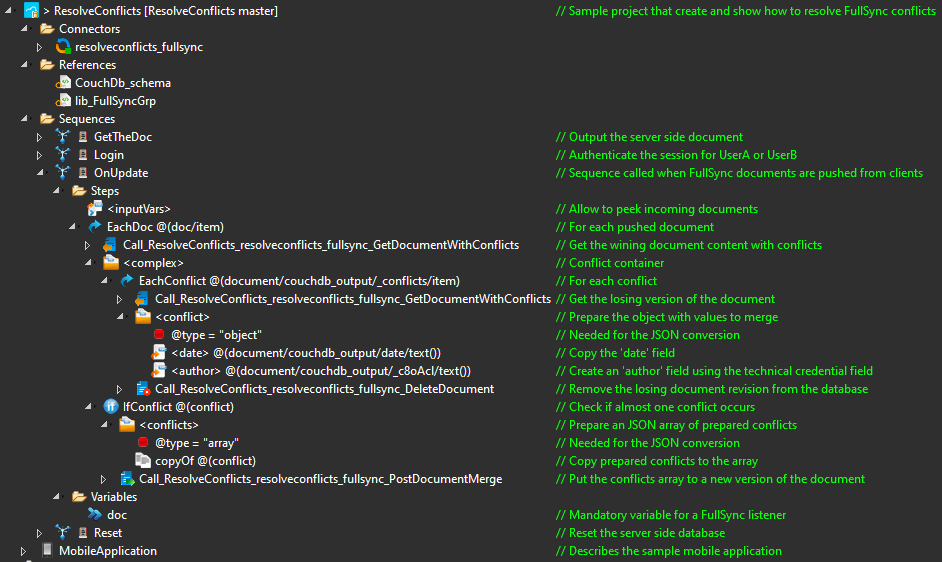 > ResolveConflicts [ResolveConflicts master] // Sample project that create and show how to resolve FullSync conflicts
Connectors
resolveconflicts_fullsync
References
CouchDb_schema
lib_FullSyncGrp
Sequences
GetTheDoc // Output the server side document
Login // Authenticate the session for UserA or UserB
OnUpdate // Sequence called when FullSync documents are pushed from clients
Steps
<inputVars> // Allow to peek incoming documents
EachDoc @(doc/item) // For each pushed document
Call_ResolveConflicts_resolveconflicts_fullsync_GetDocumentWithConflicts // Get the wining document content with conflicts
<complex> // Conflict container
EachConflict @(document/couchdb_output/_conflicts/item) // For each conflict
Call_ResolveConflicts_resolveconflicts_fullsync_GetDocumentWithConflicts // Get the losing version of the document
<conflict> // Prepare the object with values to merge
@type = "object" // Needed for the JSON conversion
<date> @(document/couchdb_output/date/text()) // Copy the 'date' field
<author> @(document/couchdb_output/_c8oAcl/text()) // Create an 'author' field using the technical credential field
Call_ResolveConflicts_resolveconflicts_fullsync_DeleteDocument // Remove the losing document revision from the database
IfConflict @(conflict) // Check if almost one conflict occurs
<conflicts> // Prepare an JSON array of prepared conflicts
@type = "array" // Needed for the JSON conversion
copyOf @(conflict) // Copy prepared conflicts to the array
Call_ResolveConflicts_resolveconflicts_fullsync_PostDocumentMerge // Put the conflicts array to a new version of the document
Variables
doc // Mandatory variable for a FullSync listener
Reset // Reset the server side database
MobileApplication // Describes the sample mobile application